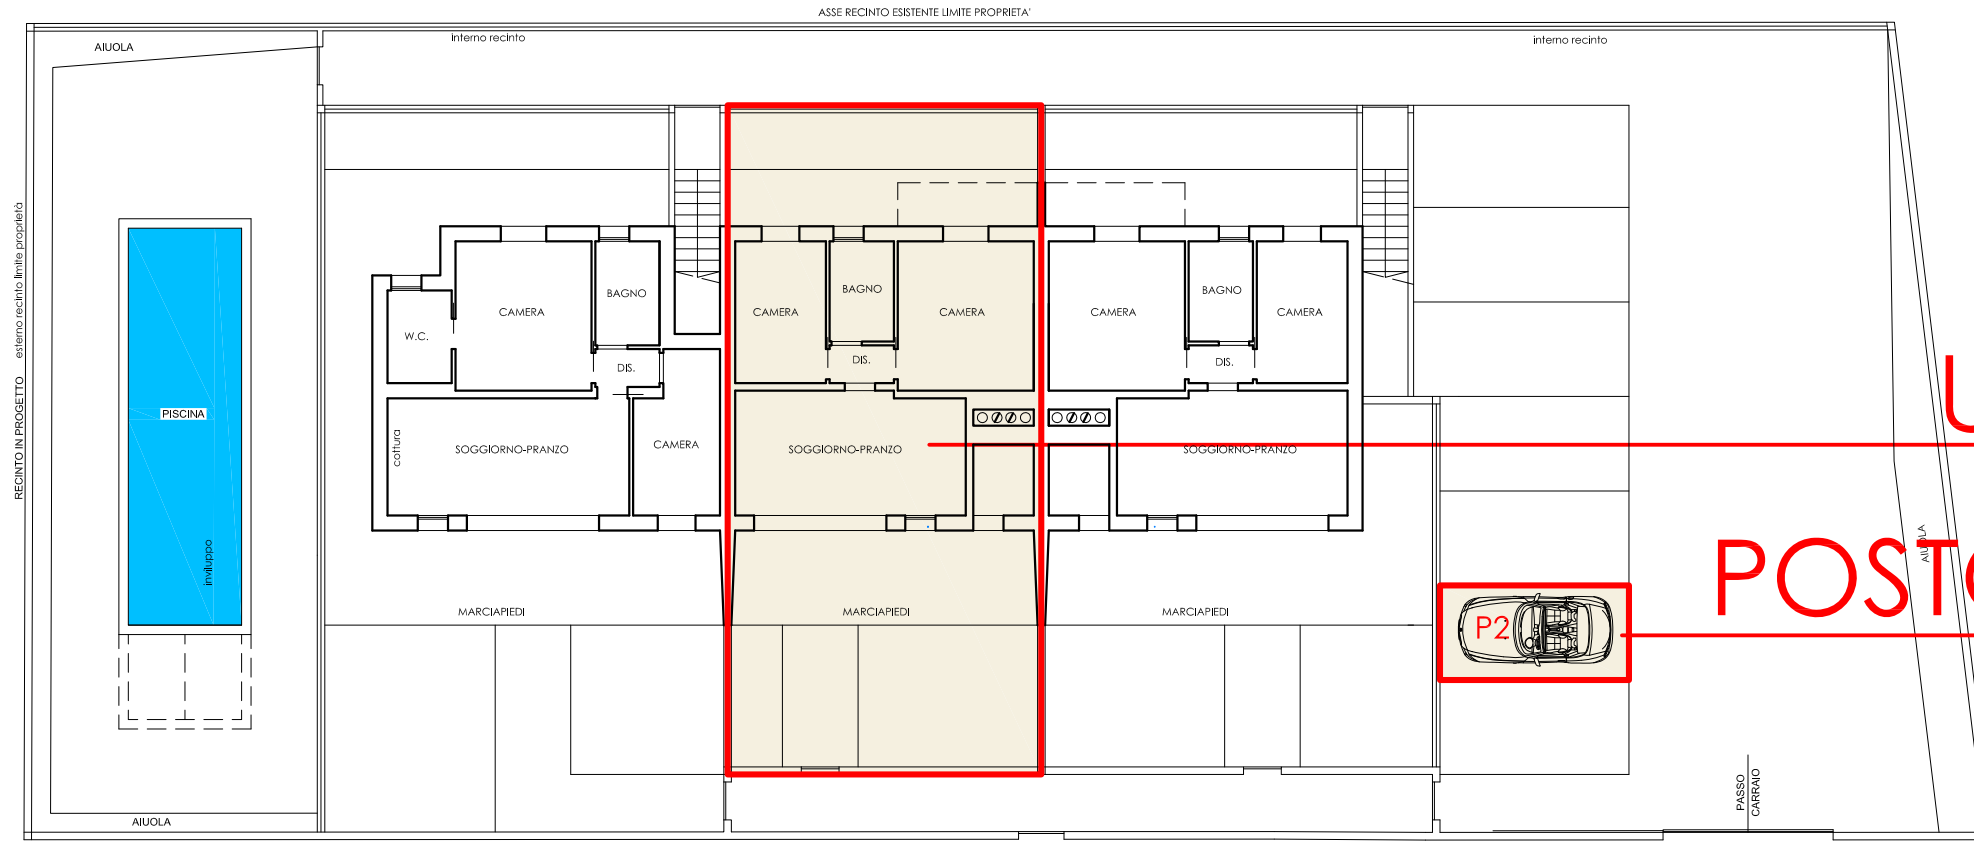 ASSE RECINTO ESISTENTE LIMITE PROPRIETA'
AIUOLA
interno recinto
interno recinto
RECINTO IN PROGETTO esterno recinto limite proprietà
CAMERA
BAGNO
W.C.
DIS.
BAGNO
CAMERA
CAMERA
DIS.
CAMERA
BAGNO
CAMERA
DIS.
PISCINA
inviluppo
cottura
SOGGIORNO-PRANZO
CAMERA
SOGGIORNO-PRANZO
SOGGIORNO-PRANZO
U
AIUOLA
POSTO
P2
MARCIAPIEDI
MARCIAPIEDI
MARCIAPIEDI
PASSO
CARRAIO
AIUOLA